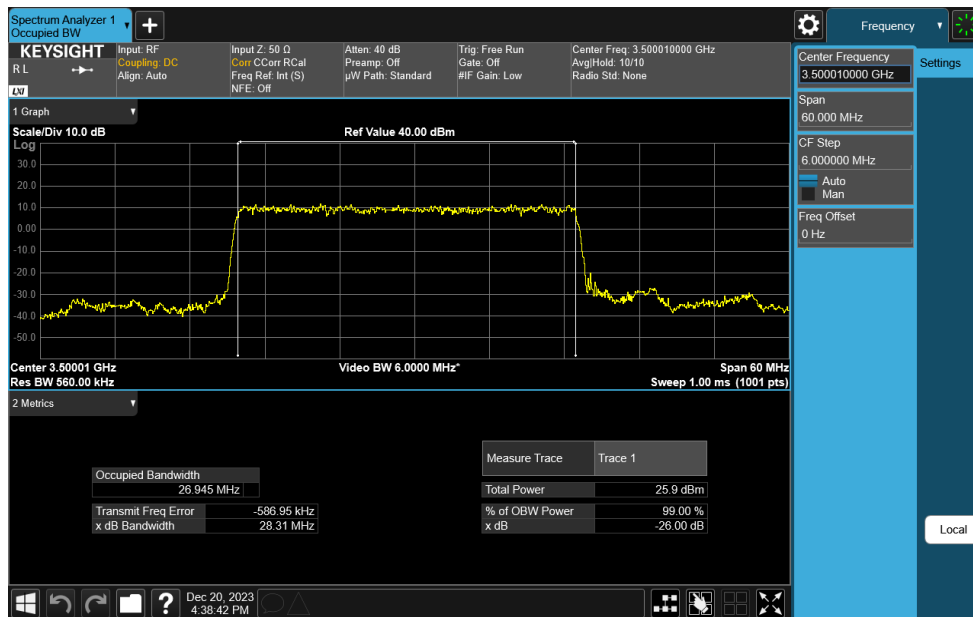 Spectrum Analyzer 1
Occupied BW
KEYSIGHT
R L
LXI
Input: RF
Coupling: DC
Align: Auto
Input Z: 50 Ω
Corr CCorr RCal
Freq Ref: Int (S)
NFE: Off
Atten: 40 dB
Preamp: Off
µW Path: Standard
Trig: Free Run
Gate: Off
#IF Gain: Low
Center Freq: 3.500010000 GHz
Avg|Hold: 10/10
Radio Std: None
1 Graph
Scale/Div 10.0 dB
Ref Value 40.00 dBm
Log
30.0
20.0
10.0
0.00
-10.0
-20.0
-30.0
-40.0
-50.0
Center 3.50001 GHz
Video BW 6.0000 MHz*
Span 60 MHz
Res BW 560.00 kHz
Sweep 1.00 ms (1001 pts)
2 Metrics
Occupied Bandwidth
26.945 MHz
Transmit Freq Error -586.95 kHz
x dB Bandwidth 28.31 MHz
Measure Trace Trace 1
Total Power 25.9 dBm
% of OBW Power 99.00 %
x dB -26.00 dB
Dec 20, 2023
4:38:42 PM
Frequency
Settings
Center Frequency
3.500010000 GHz
Span
60.000 MHz
CF Step
6.000000 MHz
Auto
Man
Freq Offset
0 Hz
Local